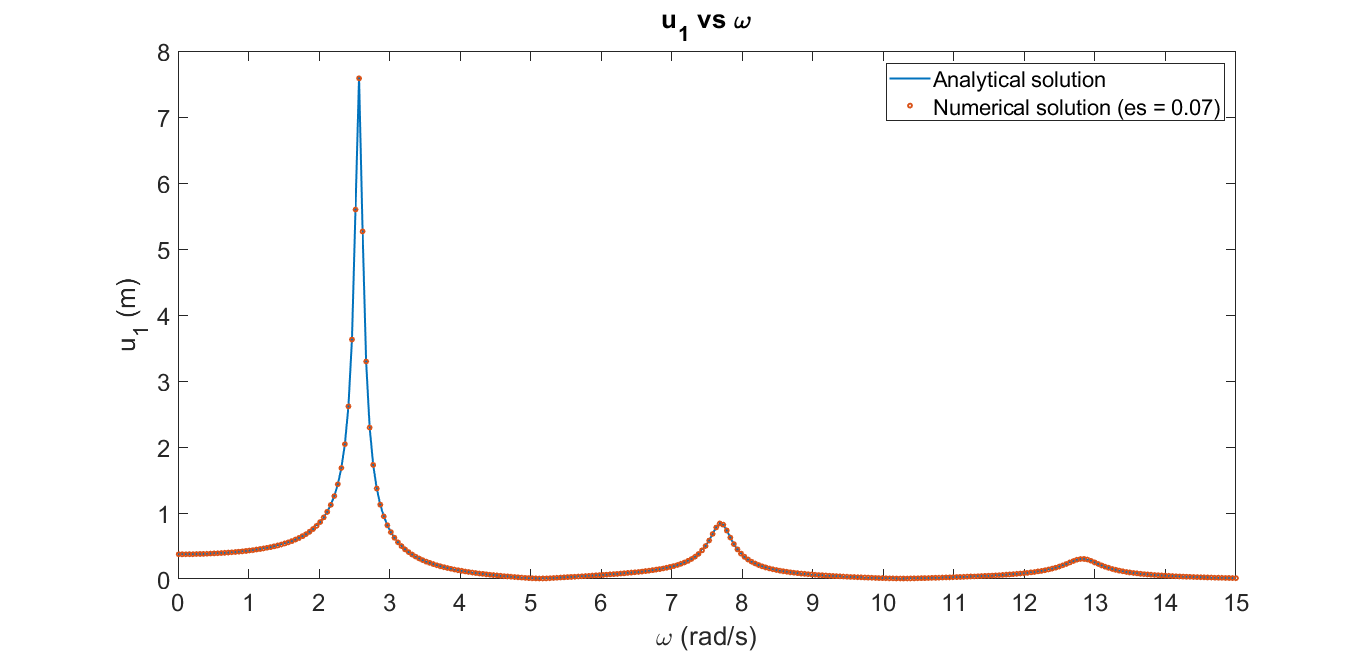 u1 vs ω
Analytical solution
Numerical solution (es = 0.07)
8
7
6
5
4
3
2
1
0
u1 (m)
0 1 2 3 4 5 6 7 8 9 10 11 12 13 14 15
ω (rad/s)